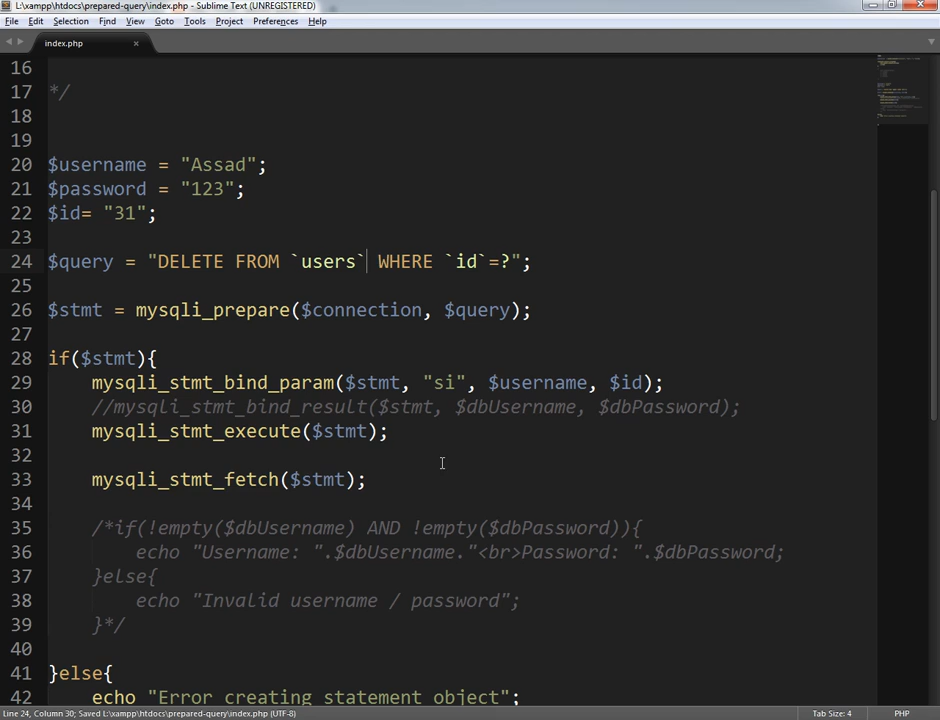 L:\xampp\htdocs\prepared-query\index.php - Sublime Text (UNREGISTERED)
File Edit Selection Find View Goto Tools Project Preferences Help
index.php
16
17 */
18
19
20 $username = "Assad";
21 $password = "123";
22 $id= "31";
23
24 $query = "DELETE FROM `users` WHERE `id`=?";
25
26 $stmt = mysqli_prepare($connection, $query);
27
28 if($stmt){
29 mysqli_stmt_bind_param($stmt, "si", $username, $id);
30 //mysqli_stmt_bind_result($stmt, $dbUsername, $dbPassword);
31 mysqli_stmt_execute($stmt);
32
33 mysqli_stmt_fetch($stmt);
34
35 /*if(!empty($dbUsername) AND !empty($dbPassword)){
36 echo "Username: ".$dbUsername."<br>Password: ".$dbPassword;
37 }else{
38 echo "Invalid username / password";
39 }*/
40
41 }else{
42 echo "Error creating statement object";
Line 24, Column 30; Saved L:\xampp\htdocs\prepared-query\index.php (UTF-8) Tab Size: 4 PHP